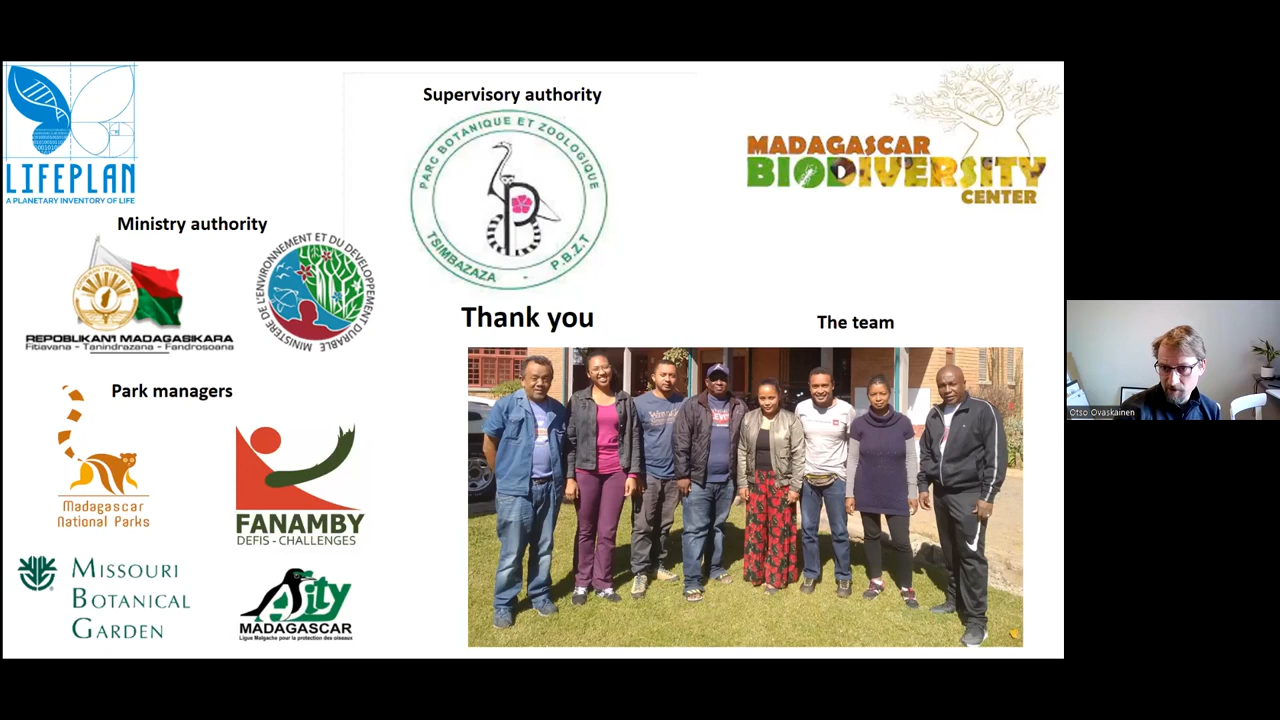 LIFEPLAN
A PLANETARY INVENTORY OF LIFE
Supervisory authority
PARC BOTANIQUE ET ZOOLOGIQUE
TSIMBAZAZA - P.B.Z.T
MADAGASCAR
BIODIVERSITY
CENTER
Ministry authority
REPOBLIKAN'I MADAGASIKARA
Fitiavana - Tanindrazana - Fandrosoana
MINISTÈRE DE L'ENVIRONNEMENT ET DU DEVELOPPEMENT DURABLE
Thank you
The team
Park managers
Madagascar
National Parks
FANAMBY
DEFIS - CHALLENGES
MISSOURI
BOTANICAL
GARDEN
Asity
MADAGASCAR
Ligue Malgache pour la protection des oiseaux
Otso Ovaskainen